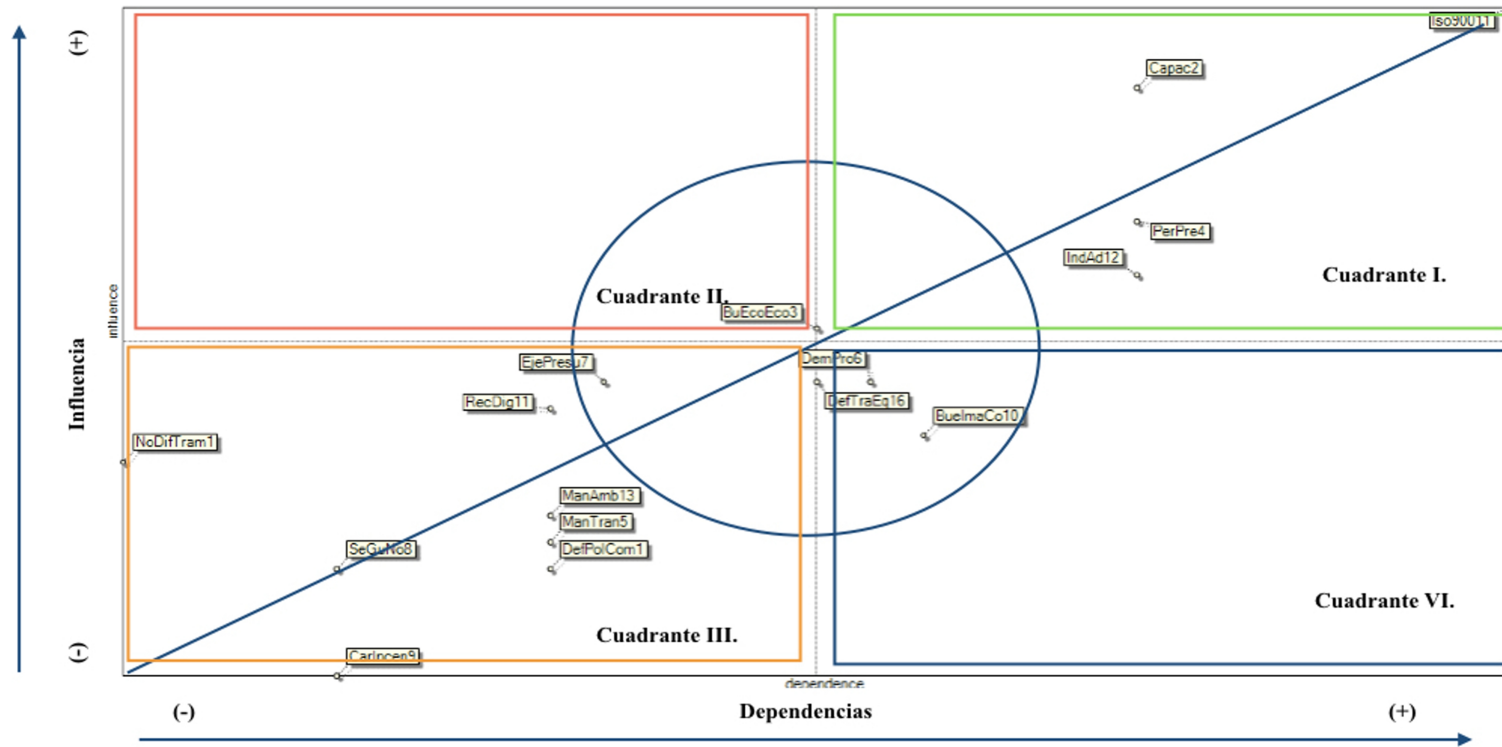 (+)
Iso90011
Capac2
PerPre4
IndAd12
Cuadrante I.
Cuadrante II.
BuEcoEco3
influence
Influencia
EjePresu7
DemPro6
RecDig11
DefTraEq16
BueImaCo10
NoDifTram1
ManAmb13
ManTran5
SeGuNo8
DefPolCom1
Cuadrante VI.
Cuadrante III.
(-)
CarIncen9
dependence
(-)
Dependencias
(+)